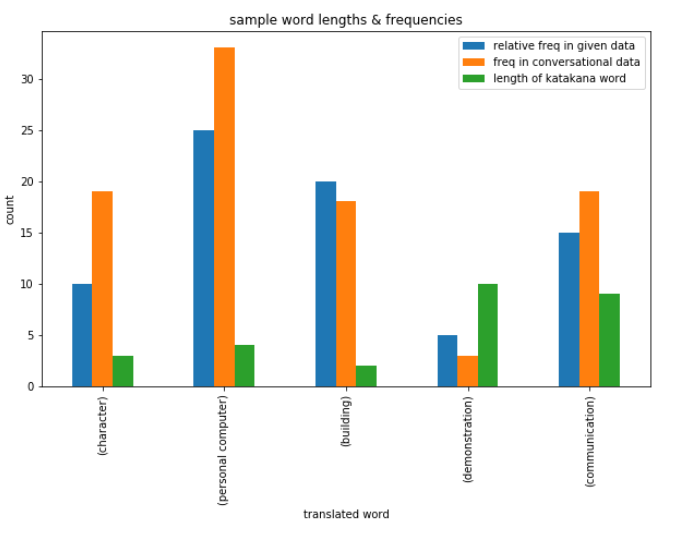 sample word lengths & frequencies
relative freq in given data
freq in conversational data
length of katakana word
count
30
25
20
15
10
5
0
(character)
(personal computer)
(building)
(demonstration)
(communication)
translated word